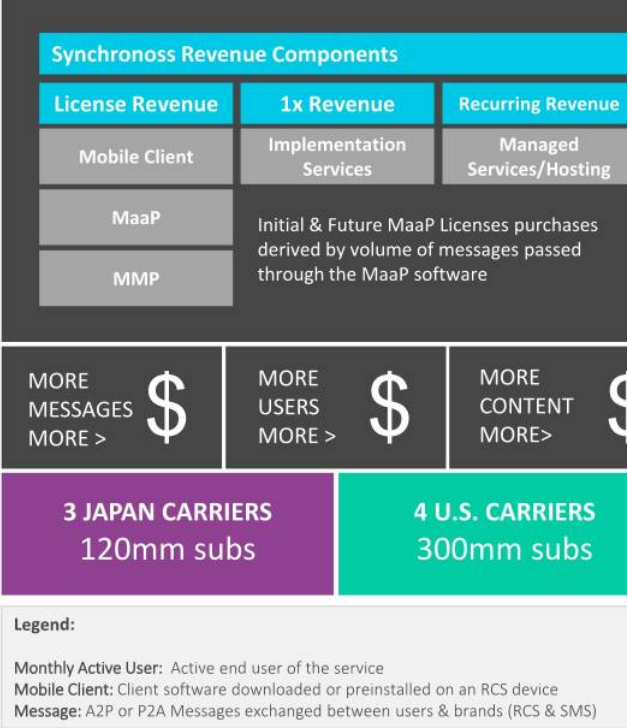 Synchronoss Revenue Components
License Revenue
1x Revenue
Recurring Revenue
Mobile Client
Implementation
Services
Managed
Services/Hosting
MaaP
MMP
Initial & Future MaaP Licenses purchases
derived by volume of messages passed
through the MaaP software
MORE
MESSAGES
MORE >
$
MORE
USERS
MORE >
$
MORE
CONTENT
MORE>
$
3 JAPAN CARRIERS
120mm subs
4 U.S. CARRIERS
300mm subs
Legend:
Monthly Active User: Active end user of the service
Mobile Client: Client software downloaded or preinstalled on an RCS device
Message: A2P or P2A Messages exchanged between users & brands (RCS & SMS)